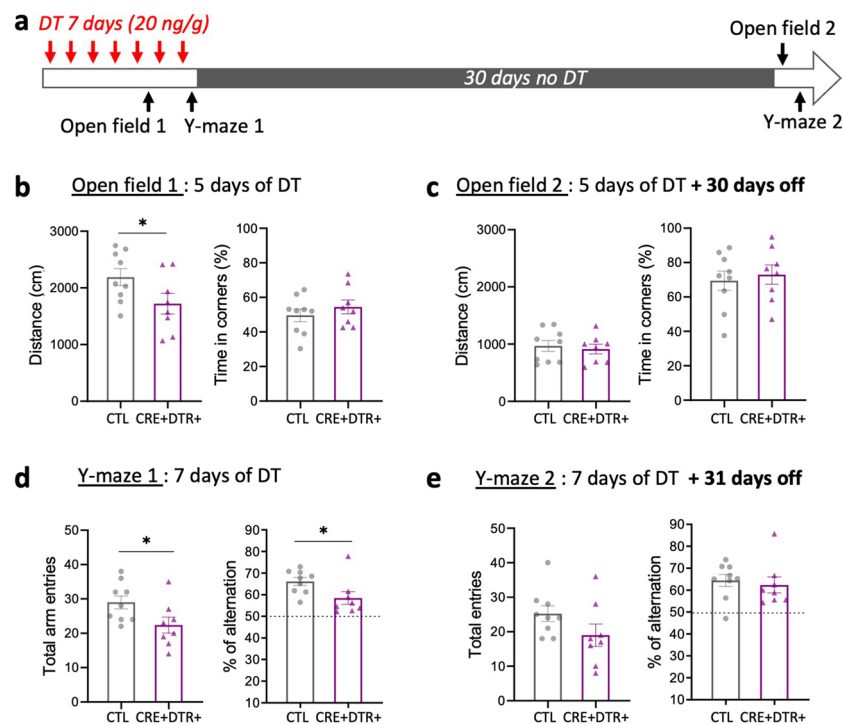 a
DT 7 days (20 ng/g)
Open field 2
30 days no DT
Open field 1
Y-maze 1
Y-maze 2
b
Open field 1 : 5 days of DT
Distance (cm)
3000
2000
1000
0
*
CTL
CRE+DTR+
Time in corners (%)
100
80
60
40
20
0
CTL
CRE+DTR+
c
Open field 2 : 5 days of DT + 30 days off
Distance (cm)
3000
2000
1000
0
CTL
CRE+DTR+
Time in corners (%)
100
80
60
40
20
0
CTL
CRE+DTR+
d
Y-maze 1 : 7 days of DT
Total arm entries
50
40
30
20
10
0
*
CTL
CRE+DTR+
% of alternation
90
80
70
60
50
40
30
20
10
*
CTL
CRE+DTR+
e
Y-maze 2 : 7 days of DT + 31 days off
Total entries
50
40
30
20
10
0
CTL
CRE+DTR+
% of alternation
90
80
70
60
50
40
30
20
10
CTL
CRE+DTR+